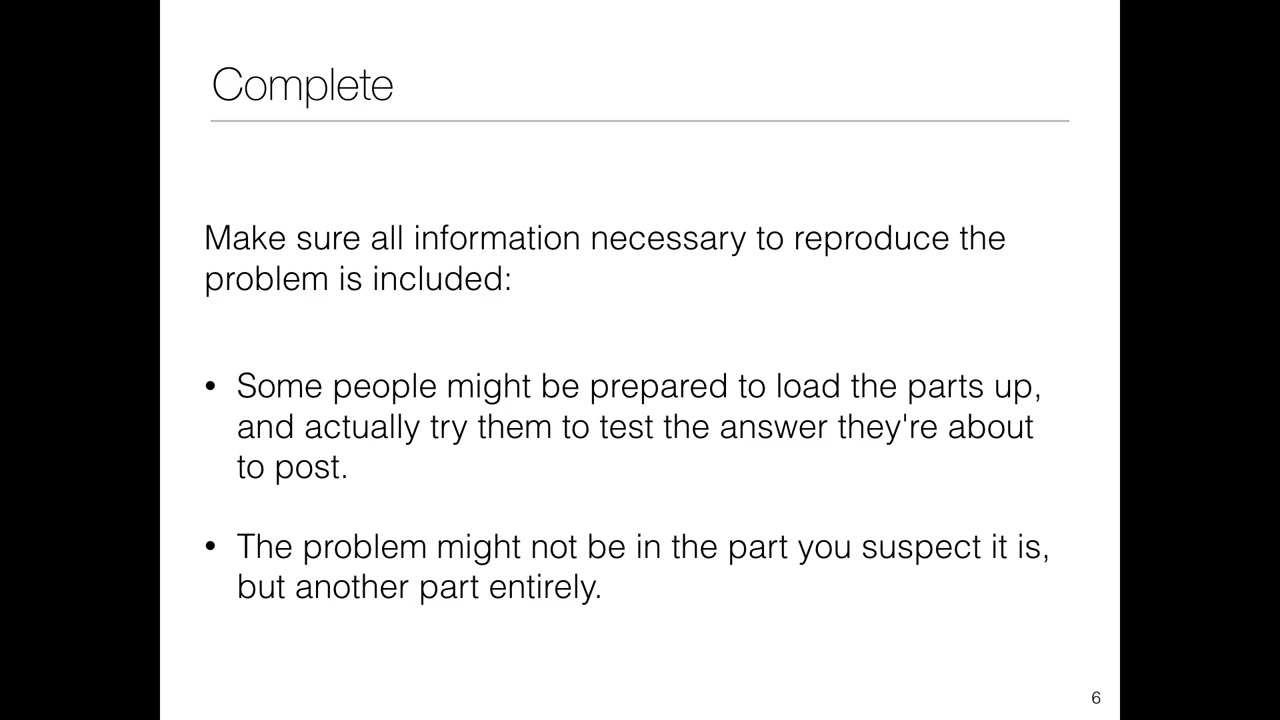 Complete
Make sure all information necessary to reproduce the
problem is included:
• Some people might be prepared to load the parts up,
and actually try them to test the answer they're about
to post.
• The problem might not be in the part you suspect it is,
but another part entirely.
6